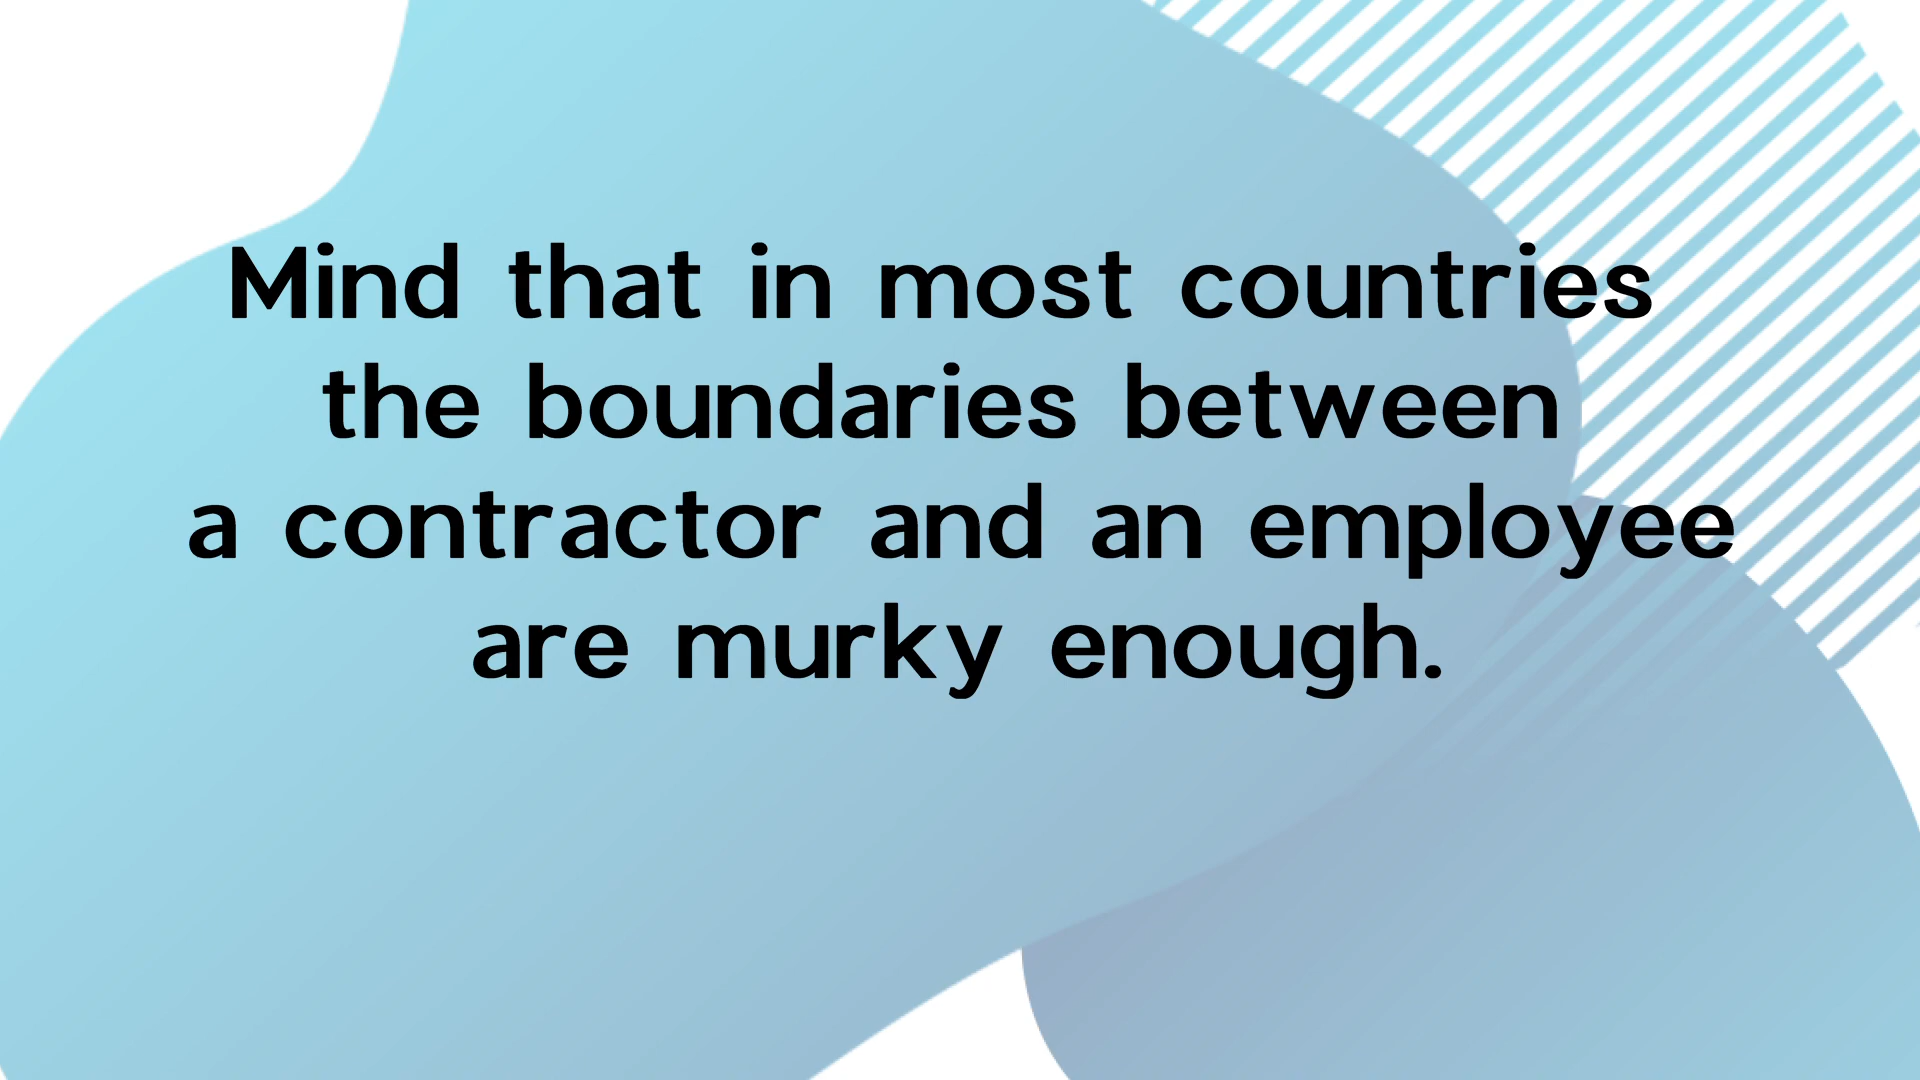 Mind that in most countries
the boundaries between
a contractor and an employee
are murky enough.